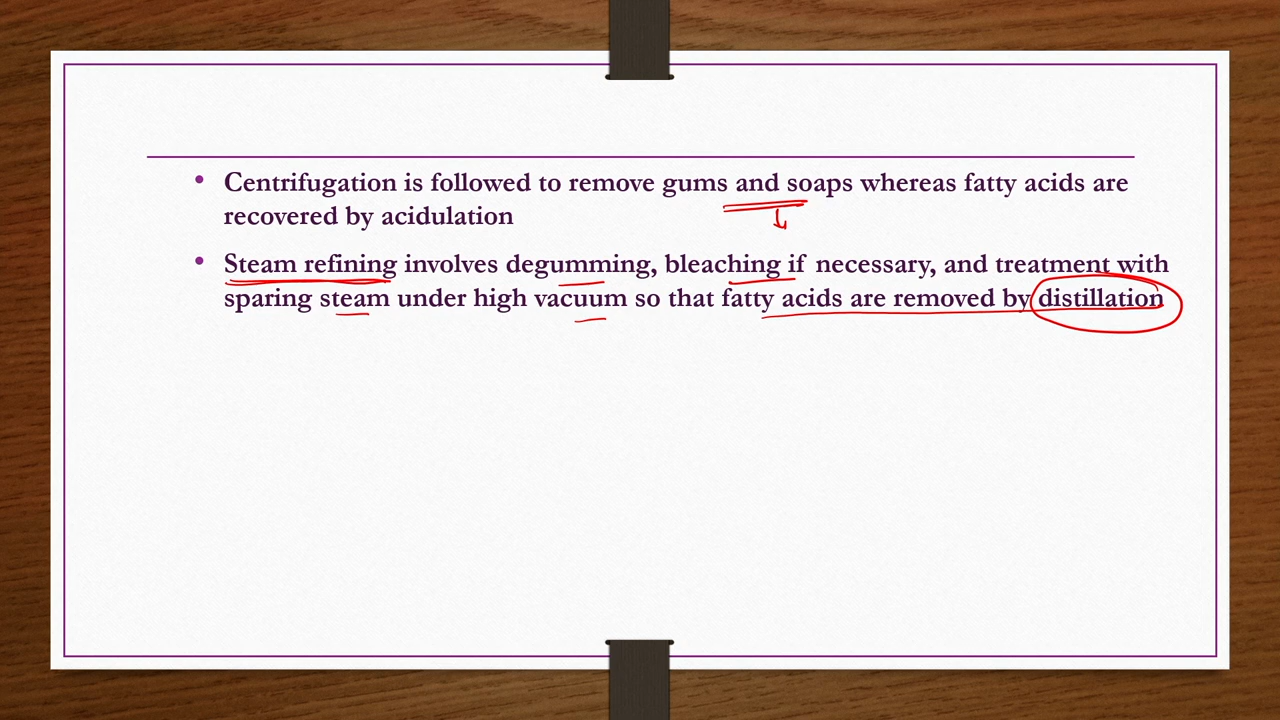 • Centrifugation is followed to remove gums and soaps whereas fatty acids are
recovered by acidulation
• Steam refining involves degumming, bleaching if necessary, and treatment with
sparing steam under high vacuum so that fatty acids are removed by distillation